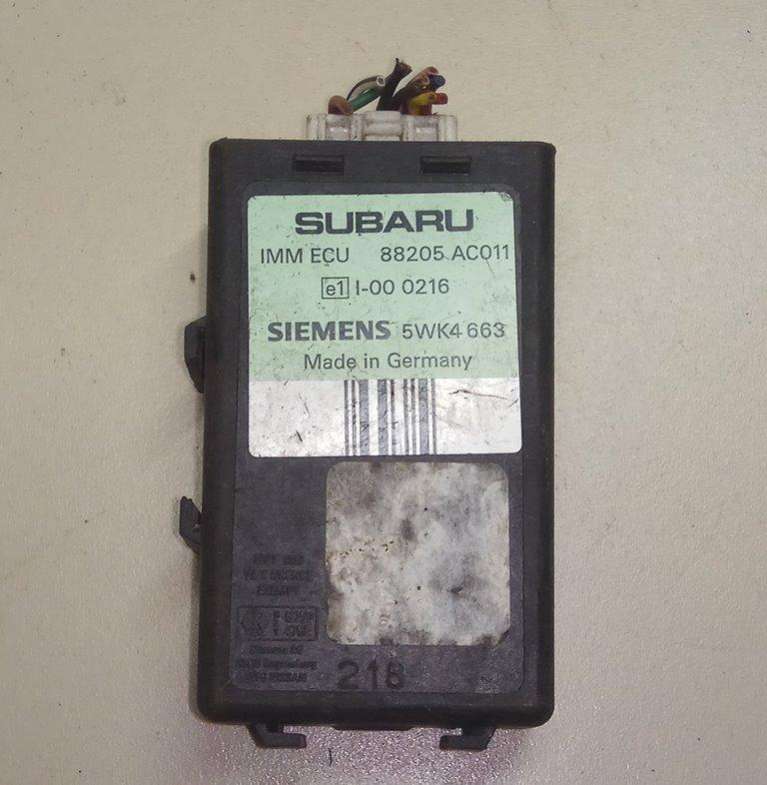 SUBARU
IMM ECU 88205 AC011
e1 I-00 0216
SIEMENS 5WK4 663
Made in Germany
218